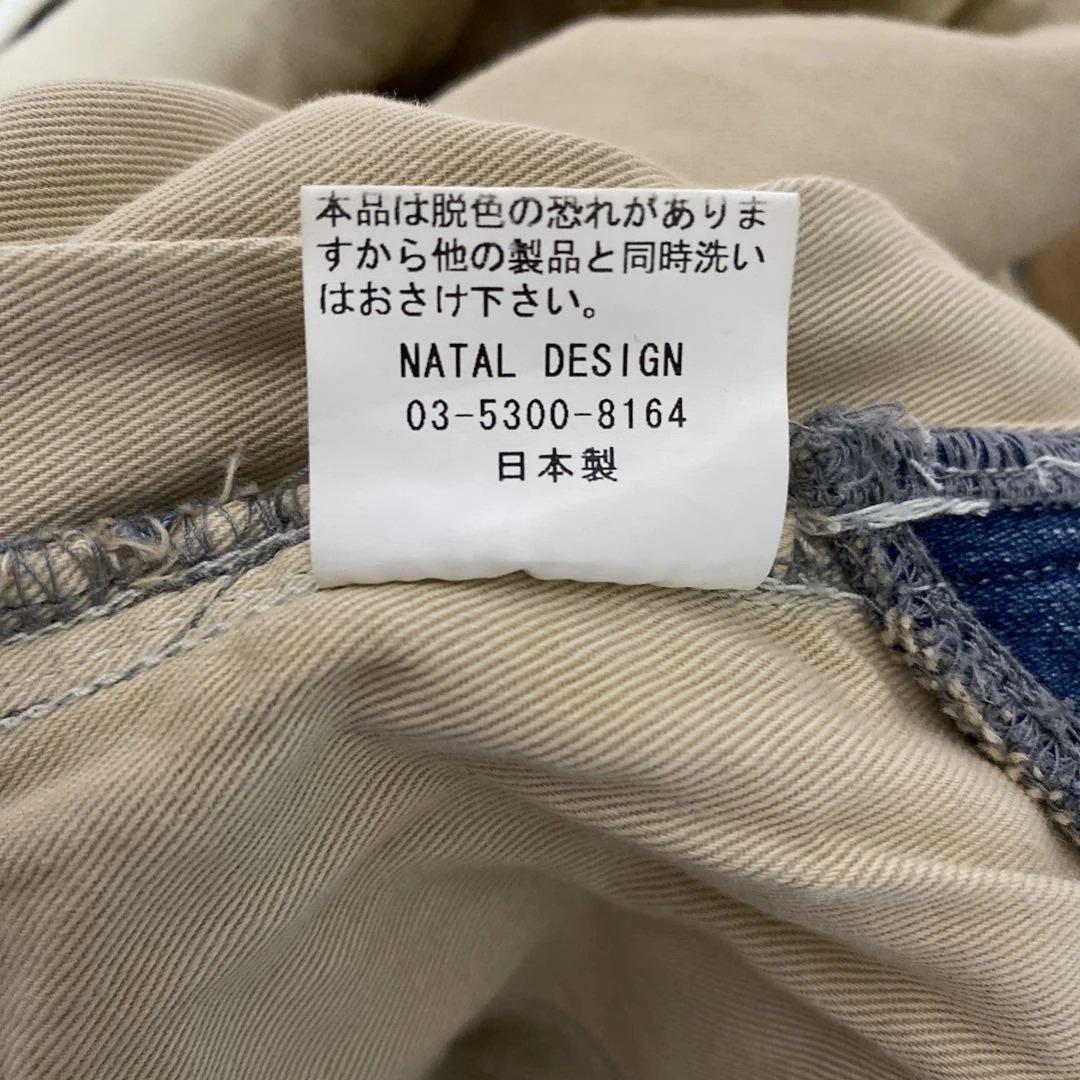 本品は脱色の恐れがありま
すから他の製品と同時洗い
はおさけ下さい。
NATAL DESIGN
03-5300-8164
日本製